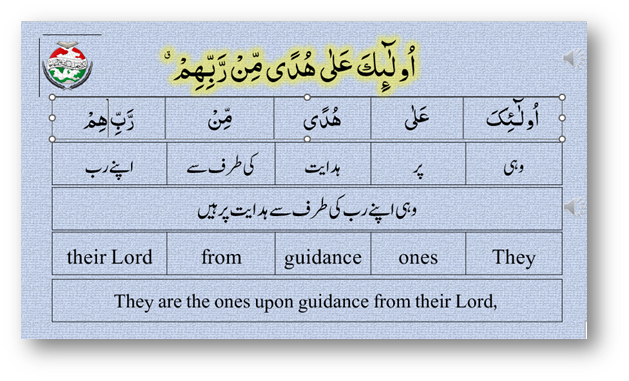 اُولٰٓئِكَ عَلٰی هُدًی مِّنْ رَّبِّهِمْ ۗ
اُولٰٓئِكَ عَلٰی هُدًی مِّنْ رَّبِّهِمْ
وہی پر ہدایت کی طرف سے اپنے رب
وہی اپنے رب کی طرف سے ہدایت پر ہیں
their Lord from guidance ones They
They are the ones upon guidance from their Lord,